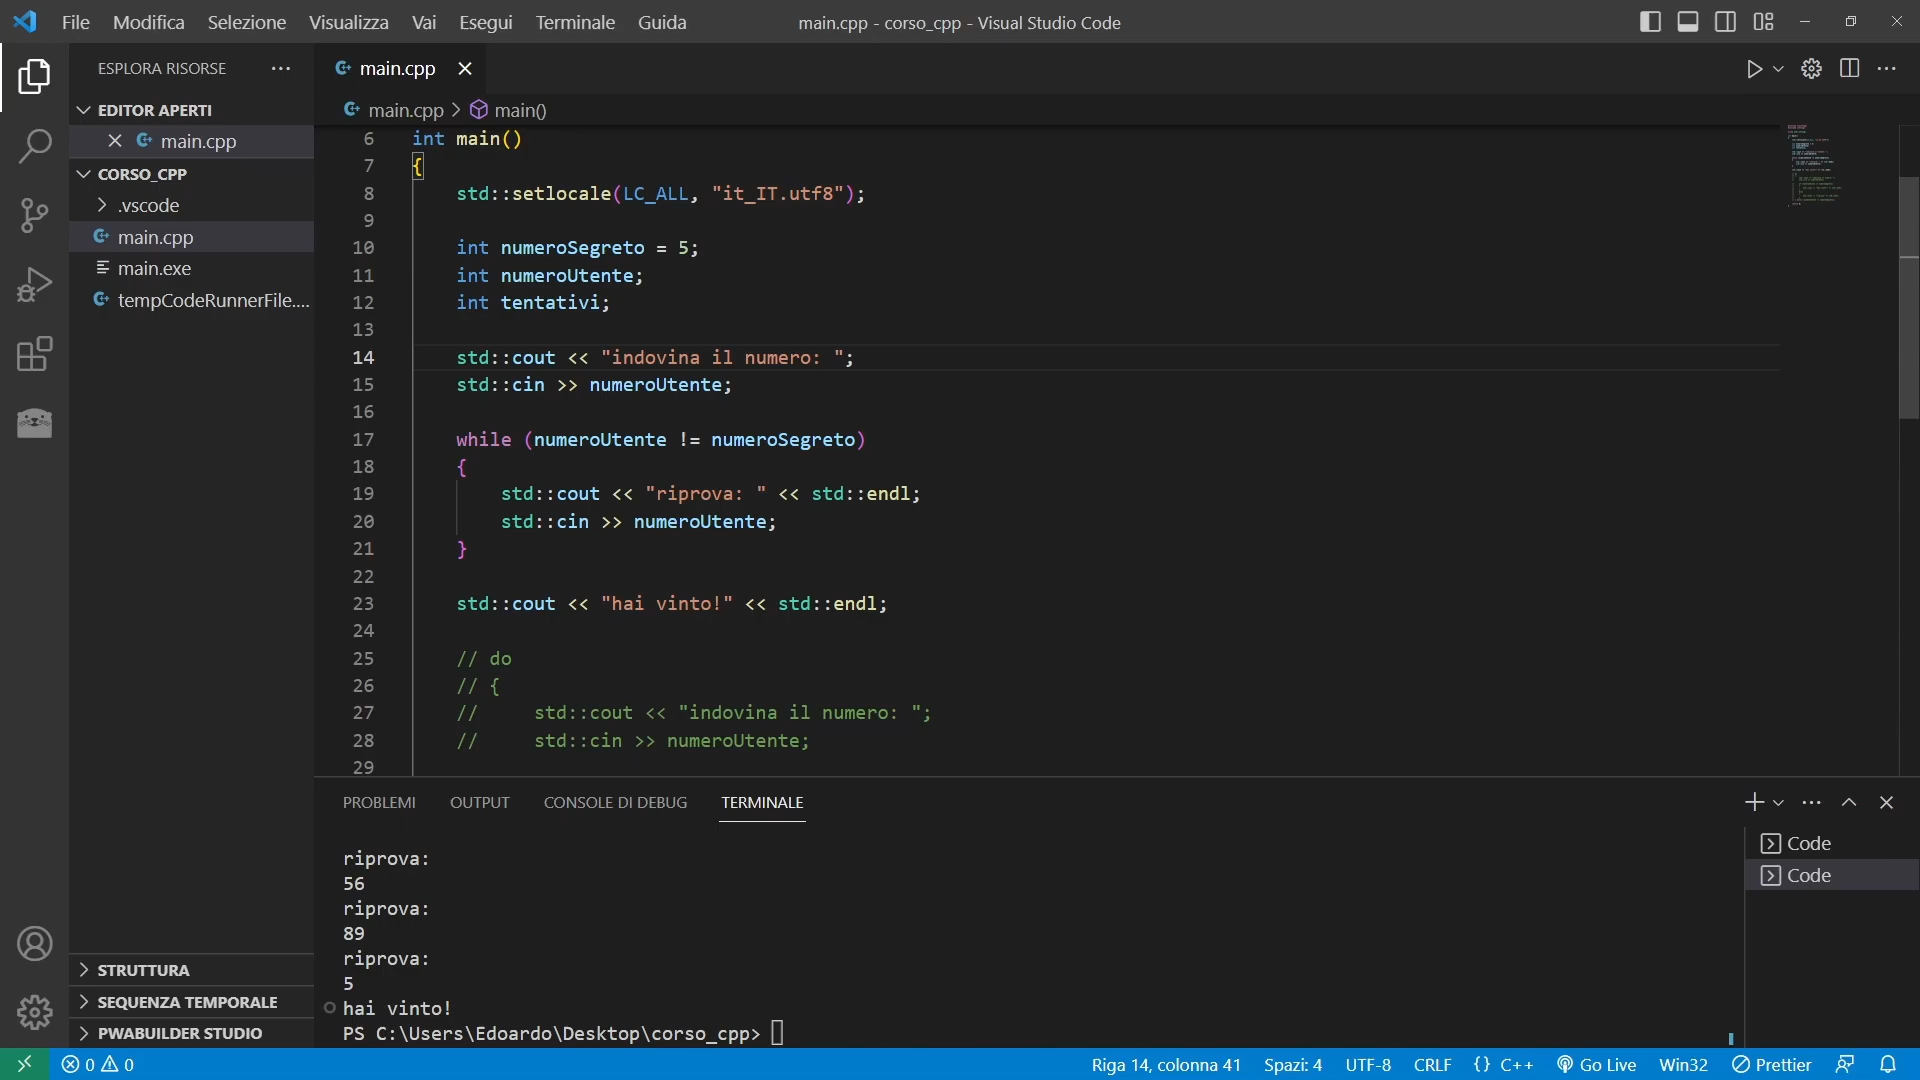 File Modifica Selezione Visualizza Vai Esegui Terminale Guida
main.cpp - corso_cpp - Visual Studio Code
ESPLORA RISORSE
EDITOR APERTI
main.cpp
CORSO_CPP
.vscode
main.cpp
main.exe
tempCodeRunnerFile....
STRUTTURA
SEQUENZA TEMPORALE
PWABUILDER STUDIO
main.cpp
main.cpp > main()
6 int main()
7 {
8 std::setlocale(LC_ALL, "it_IT.utf8");
9
10 int numeroSegreto = 5;
11 int numeroUtente;
12 int tentativi;
13
14 std::cout << "indovina il numero: ";
15 std::cin >> numeroUtente;
16
17 while (numeroUtente != numeroSegreto)
18 {
19 std::cout << "riprova: " << std::endl;
20 std::cin >> numeroUtente;
21 }
22
23 std::cout << "hai vinto!" << std::endl;
24
25 // do
26 // {
27 // std::cout << "indovina il numero: ";
28 // std::cin >> numeroUtente;
29
PROBLEMI OUTPUT CONSOLE DI DEBUG TERMINALE
riprova:
56
riprova:
89
riprova:
5
hai vinto!
PS C:\Users\Edoardo\Desktop\corso_cpp>
Code
Code
0 0
Riga 14, colonna 41 Spazi: 4 UTF-8 CRLF {} C++ Go Live Win32 Prettier